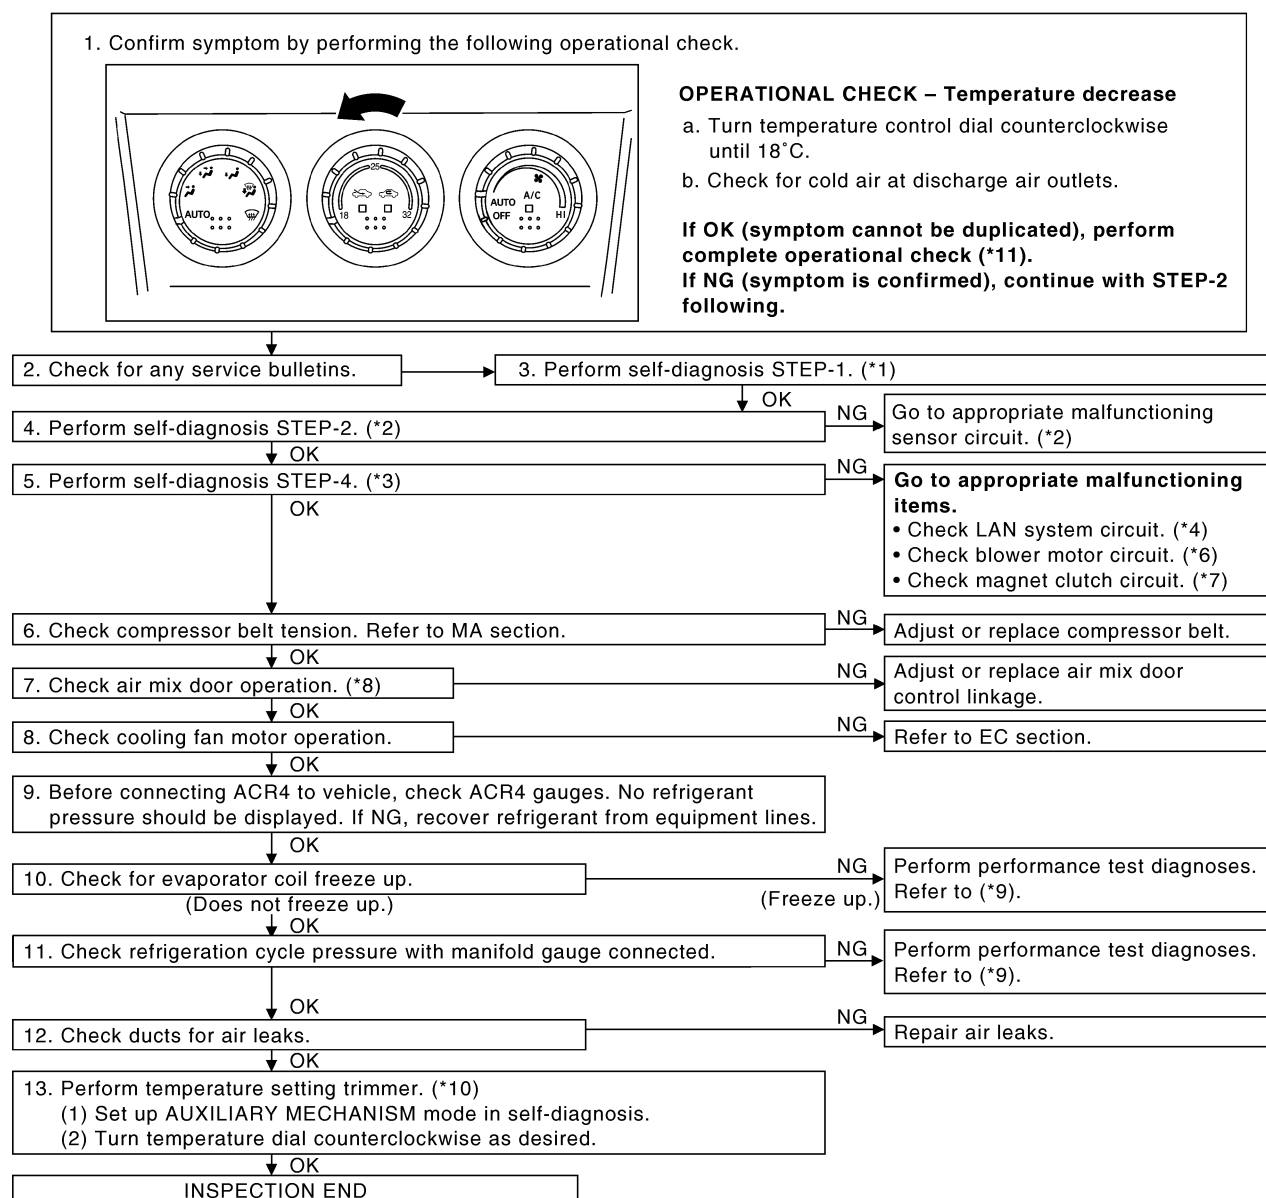 1. Confirm symptom by performing the following operational check.
AUTO
25
18
32
AUTO
OFF
A/C
HI
OPERATIONAL CHECK – Temperature decrease
a. Turn temperature control dial counterclockwise
until 18˚C.
b. Check for cold air at discharge air outlets.
If OK (symptom cannot be duplicated), perform
complete operational check (*11).
If NG (symptom is confirmed), continue with STEP-2
following.
2. Check for any service bulletins.
3. Perform self-diagnosis STEP-1. (*1)
OK
4. Perform self-diagnosis STEP-2. (*2)
NG
Go to appropriate malfunctioning
sensor circuit. (*2)
OK
5. Perform self-diagnosis STEP-4. (*3)
NG
Go to appropriate malfunctioning
items.
• Check LAN system circuit. (*4)
• Check blower motor circuit. (*6)
• Check magnet clutch circuit. (*7)
OK
6. Check compressor belt tension. Refer to MA section.
NG
Adjust or replace compressor belt.
OK
7. Check air mix door operation. (*8)
NG
Adjust or replace air mix door
control linkage.
OK
8. Check cooling fan motor operation.
NG
Refer to EC section.
OK
9. Before connecting ACR4 to vehicle, check ACR4 gauges. No refrigerant
pressure should be displayed. If NG, recover refrigerant from equipment lines.
OK
10. Check for evaporator coil freeze up.
NG
(Freeze up.)
Perform performance test diagnoses.
Refer to (*9).
(Does not freeze up.)
OK
11. Check refrigeration cycle pressure with manifold gauge connected.
NG
Perform performance test diagnoses.
Refer to (*9).
OK
12. Check ducts for air leaks.
NG
Repair air leaks.
OK
13. Perform temperature setting trimmer. (*10)
(1) Set up AUXILIARY MECHANISM mode in self-diagnosis.
(2) Turn temperature dial counterclockwise as desired.
OK
INSPECTION END